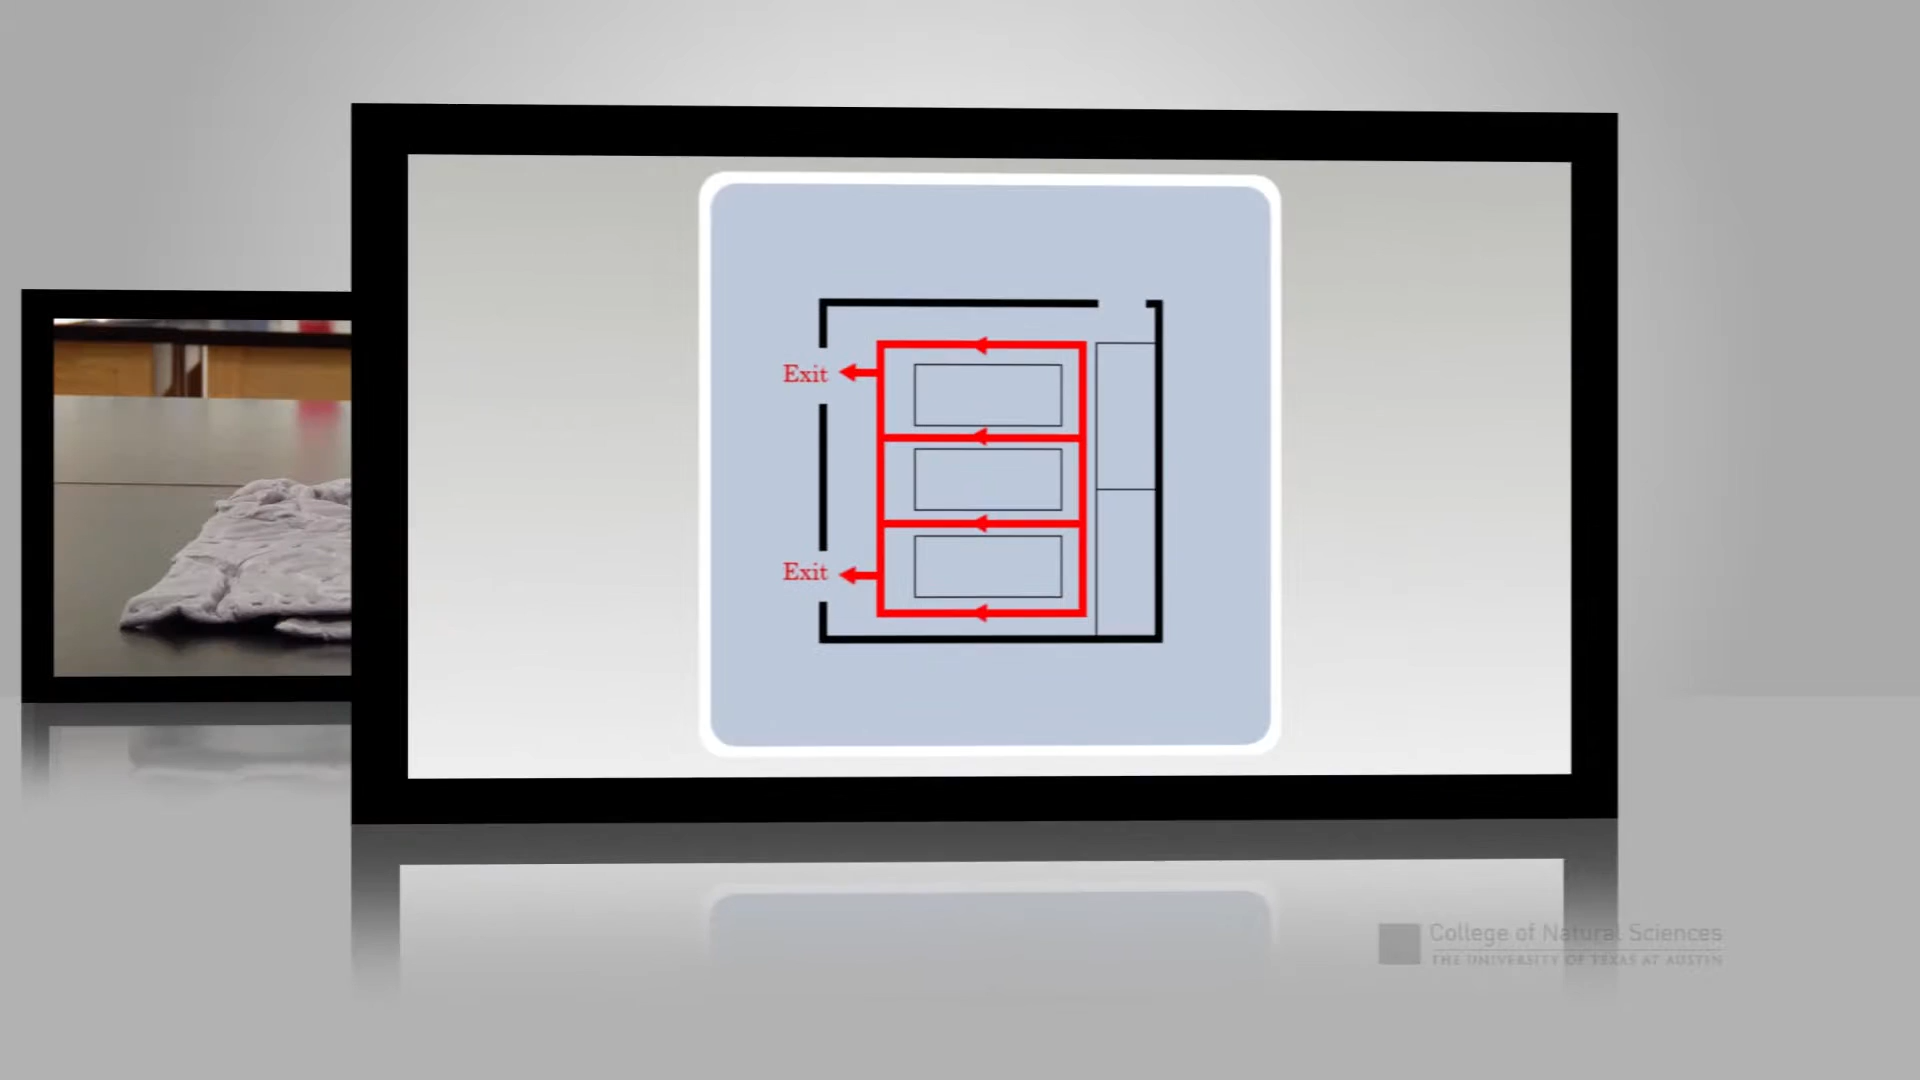 Exit
Exit
College of Natural Sciences
THE UNIVERSITY OF TEXAS AT AUSTIN